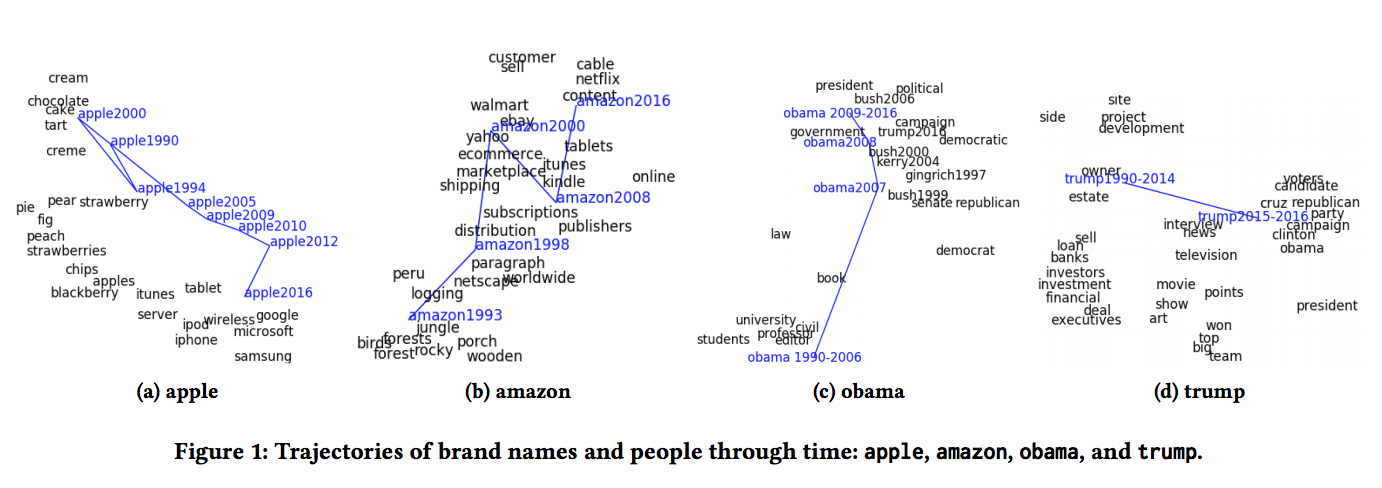 cream
chocolate
cake
apple2000
tart
apple1990
creme
apple1994
pear strawberry
apple2005
pie
apple2009
fig
apple2010
peach
apple2012
strawberries
chips
apples
blackberry
itunes
tablet
apple2016
server
ipod
wireless
google
microsoft
iphone
samsung
(a) apple
customer
sell
cable
netflix
content
amazon2016
walmart
ebay
amazon2000
yahoo
tablets
ecommerce
itunes
marketplace
kindle
online
shipping
amazon2008
subscriptions
publishers
distribution
amazon1998
paragraph
peru
netscape
worldwide
logging
amazon1993
jungle
birds
forests
porch
forest
rocky
wooden
(b) amazon
president
political
bush2006
obama 2009-2016
campaign
government
trump2016
obama2008
democratic
bush2000
kerry2004
gingrich1997
obama2007
bush1999
senate
republican
law
democrat
book
university
civil
professor
students
editor
obama 1990-2006
(c) obama
site
side
project
development
owner
trump1990-2014
voters
candidate
estate
cruz
republican
trump2015-2016
party
interview
campaign
news
clinton
sell
obama
loan
television
banks
investors
investment
movie
points
financial
show
president
deal
art
executives
won
top
big
team
(d) trump
Figure 1: Trajectories of brand names and people through time: apple, amazon, obama, and trump.